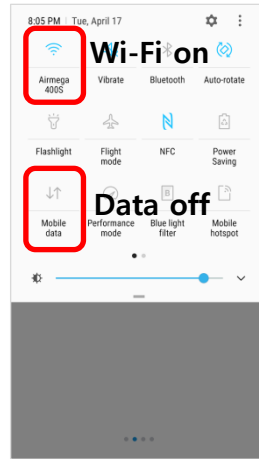 8:05 PM | Tue, April 17
Wi-Fi on
Airmega 400S Vibrate Bluetooth Auto-rotate
Flashlight Flight mode NFC Power Saving
Data off
Mobile data Performance mode Blue light filter Mobile hotspot